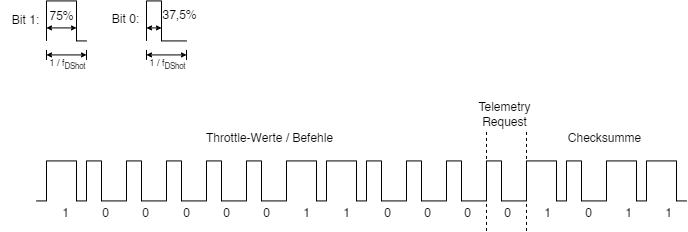 Bit 1: 75%
Bit 0: 37,5%
1 / fDShot
1 / fDShot
Telemetry
Request
Throttle-Werte / Befehle
Checksumme
1 0 0 0 0 0 1 1 0 0 0 0 1 0 1 1